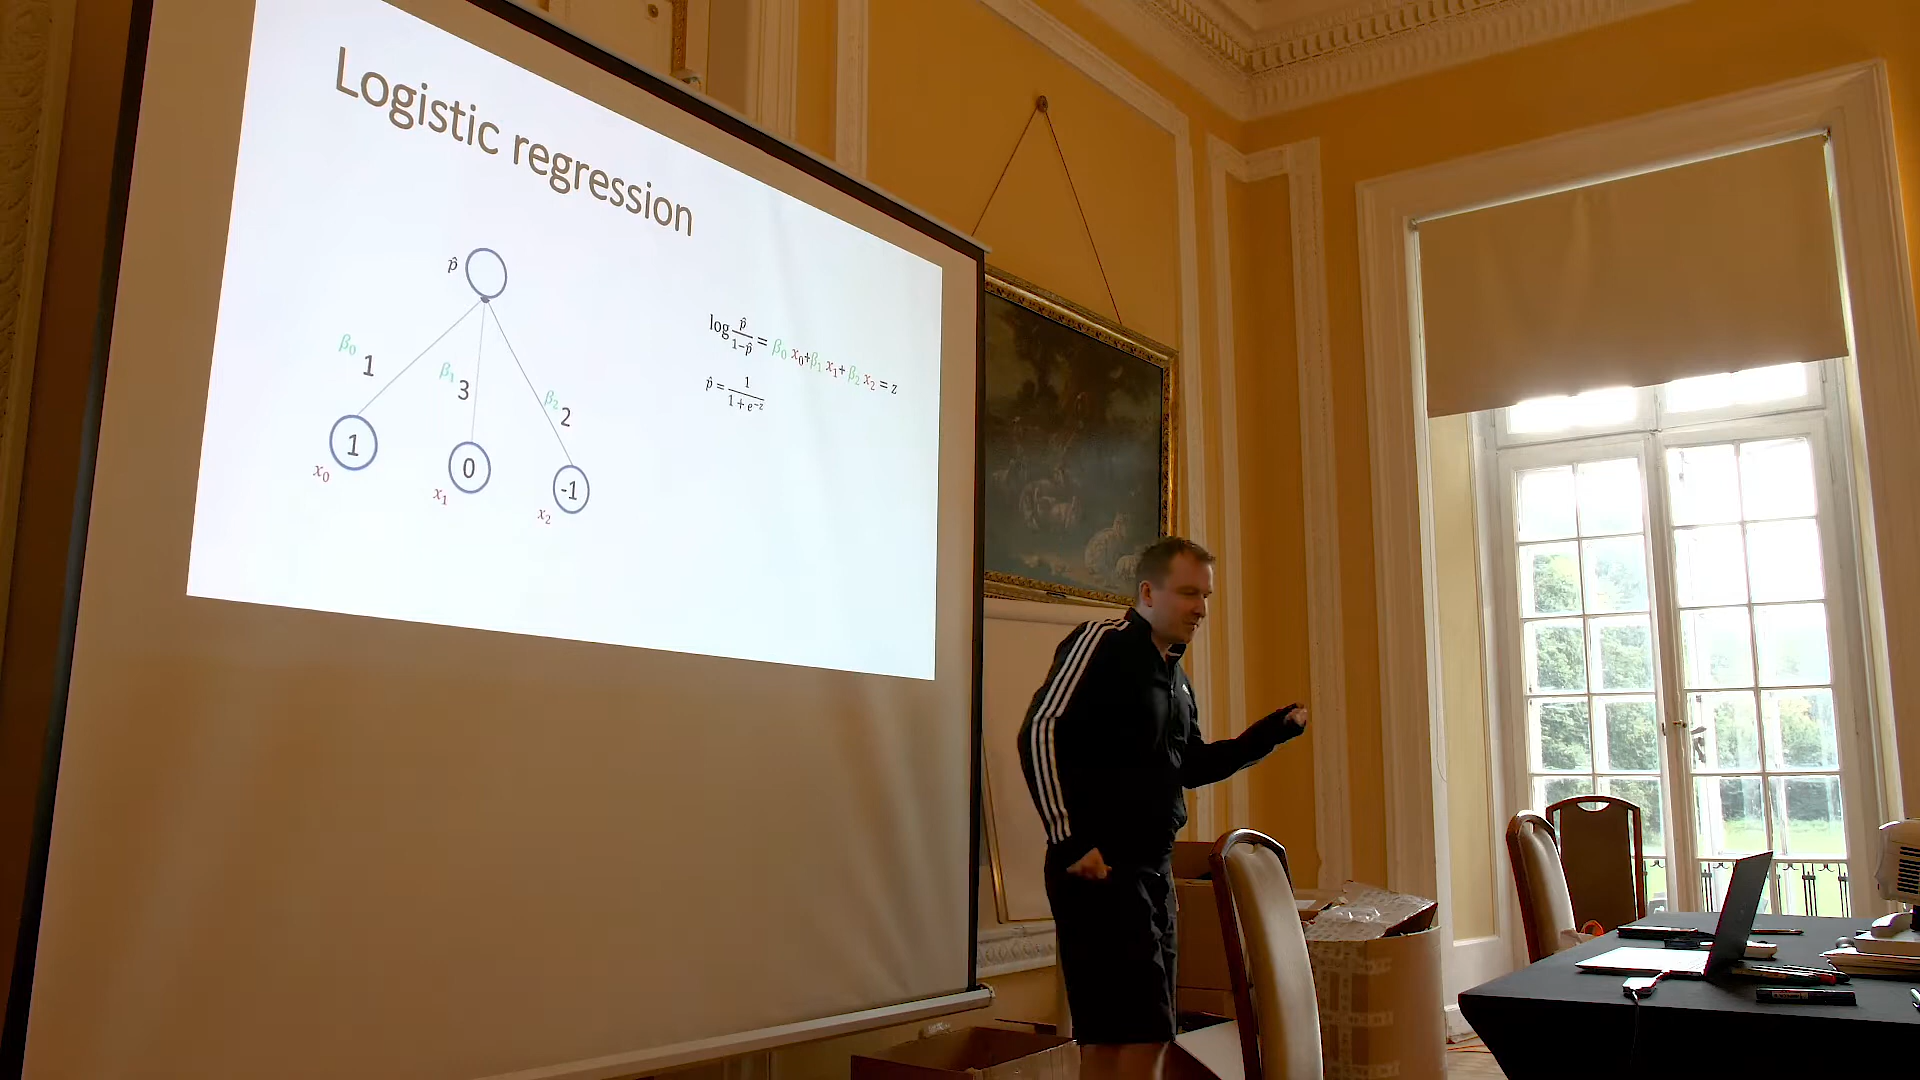 Logistic regression
p̂
log p̂/1−p̂ = β₀ x₀+β₁ x₁+ β₂ x₂ = z
p̂ = 1/1 + e⁻ᶻ
β₀ 1
β₁ 3
β₂ 2
1
0
-1
x₀
x₁
x₂